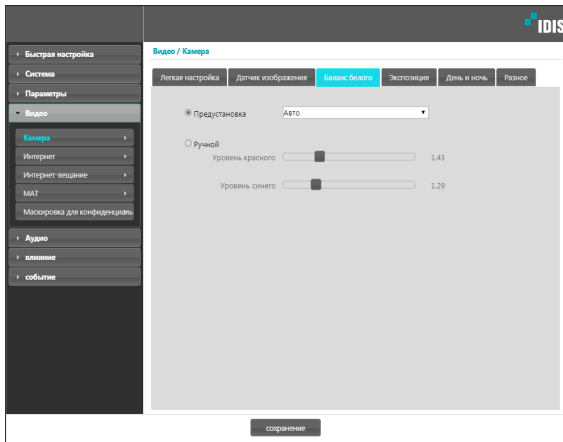 IDIS
Быстрая настройка
Система
Параметры
Видео
Камера
Интернет
Интернет-вещание
МАТ
Маскировка для конфиденциаль
Аудио
влияние
событие
Видео / Камера
Легкая настройка Датчик изображения Баланс белого Экспозиция День и ночь Разное
Предустановка Авто
Ручной
Уровень красного 1.43
Уровень синего 1.29
сохранение